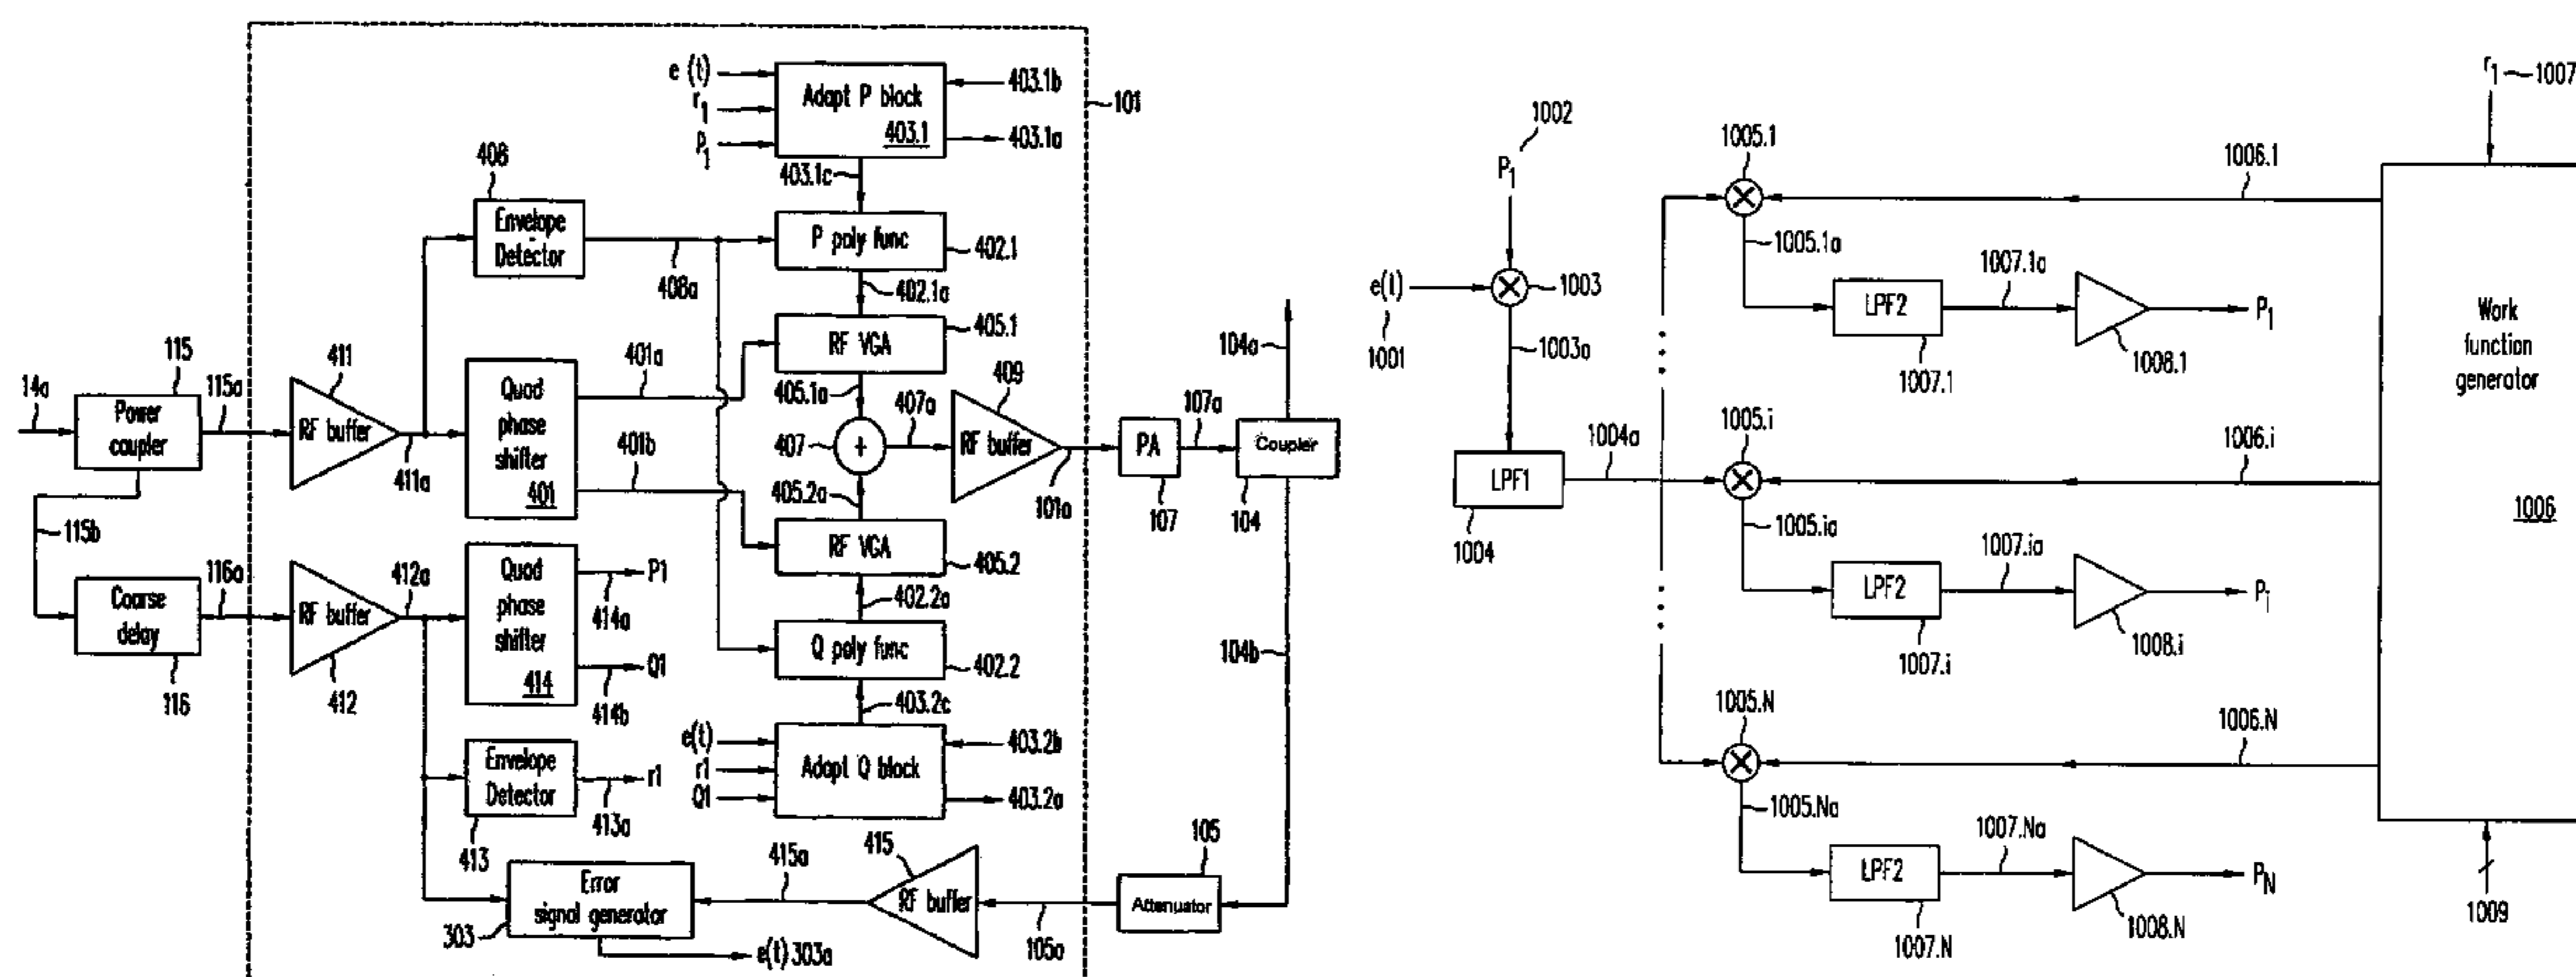 e (t)
r1
P1
Adapt P block
403.1
403.1b
403.1a
101
403.1c
408
Envelope
Detector
408a
P poly func
402.1
402.1a
RF VGA
405.1
405.1a
401a
14a
115
Power
coupler
115a
411
RF buffer
411a
Quad
phase
shifter
401
401b
407
+
407a
409
RF buffer
101a
PA
107
107a
Coupler
104
104a
104b
405.2a
RF VGA
405.2
402.2a
Q poly func
402.2
403.2c
115b
Coarse
delay
116
116a
RF buffer
412
412a
Quad
phase
shifter
414
P1
414a
Q1
414b
Envelope
Detector
413
r1
413a
e(t)
r1
Q1
Adapt Q block
403.2b
403.2a
Error
signal generator
303
e(t) 303a
415a
415
RF buffer
105a
105
Attenuator
1002
P1
e(t)
1001
1003
1003a
LPF1
1004
1004a
1005.1
1005.1a
1006.1
LPF2
1007.1
1007.1a
1008.1
P1
1005.i
1005.ia
1006.i
LPF2
1007.i
1007.ia
1008.i
Pi
1005.N
1005.Na
1006.N
LPF2
1007.N
1007.Na
1008.N
PN
r1
1007
Work
function
generator
1006
1009